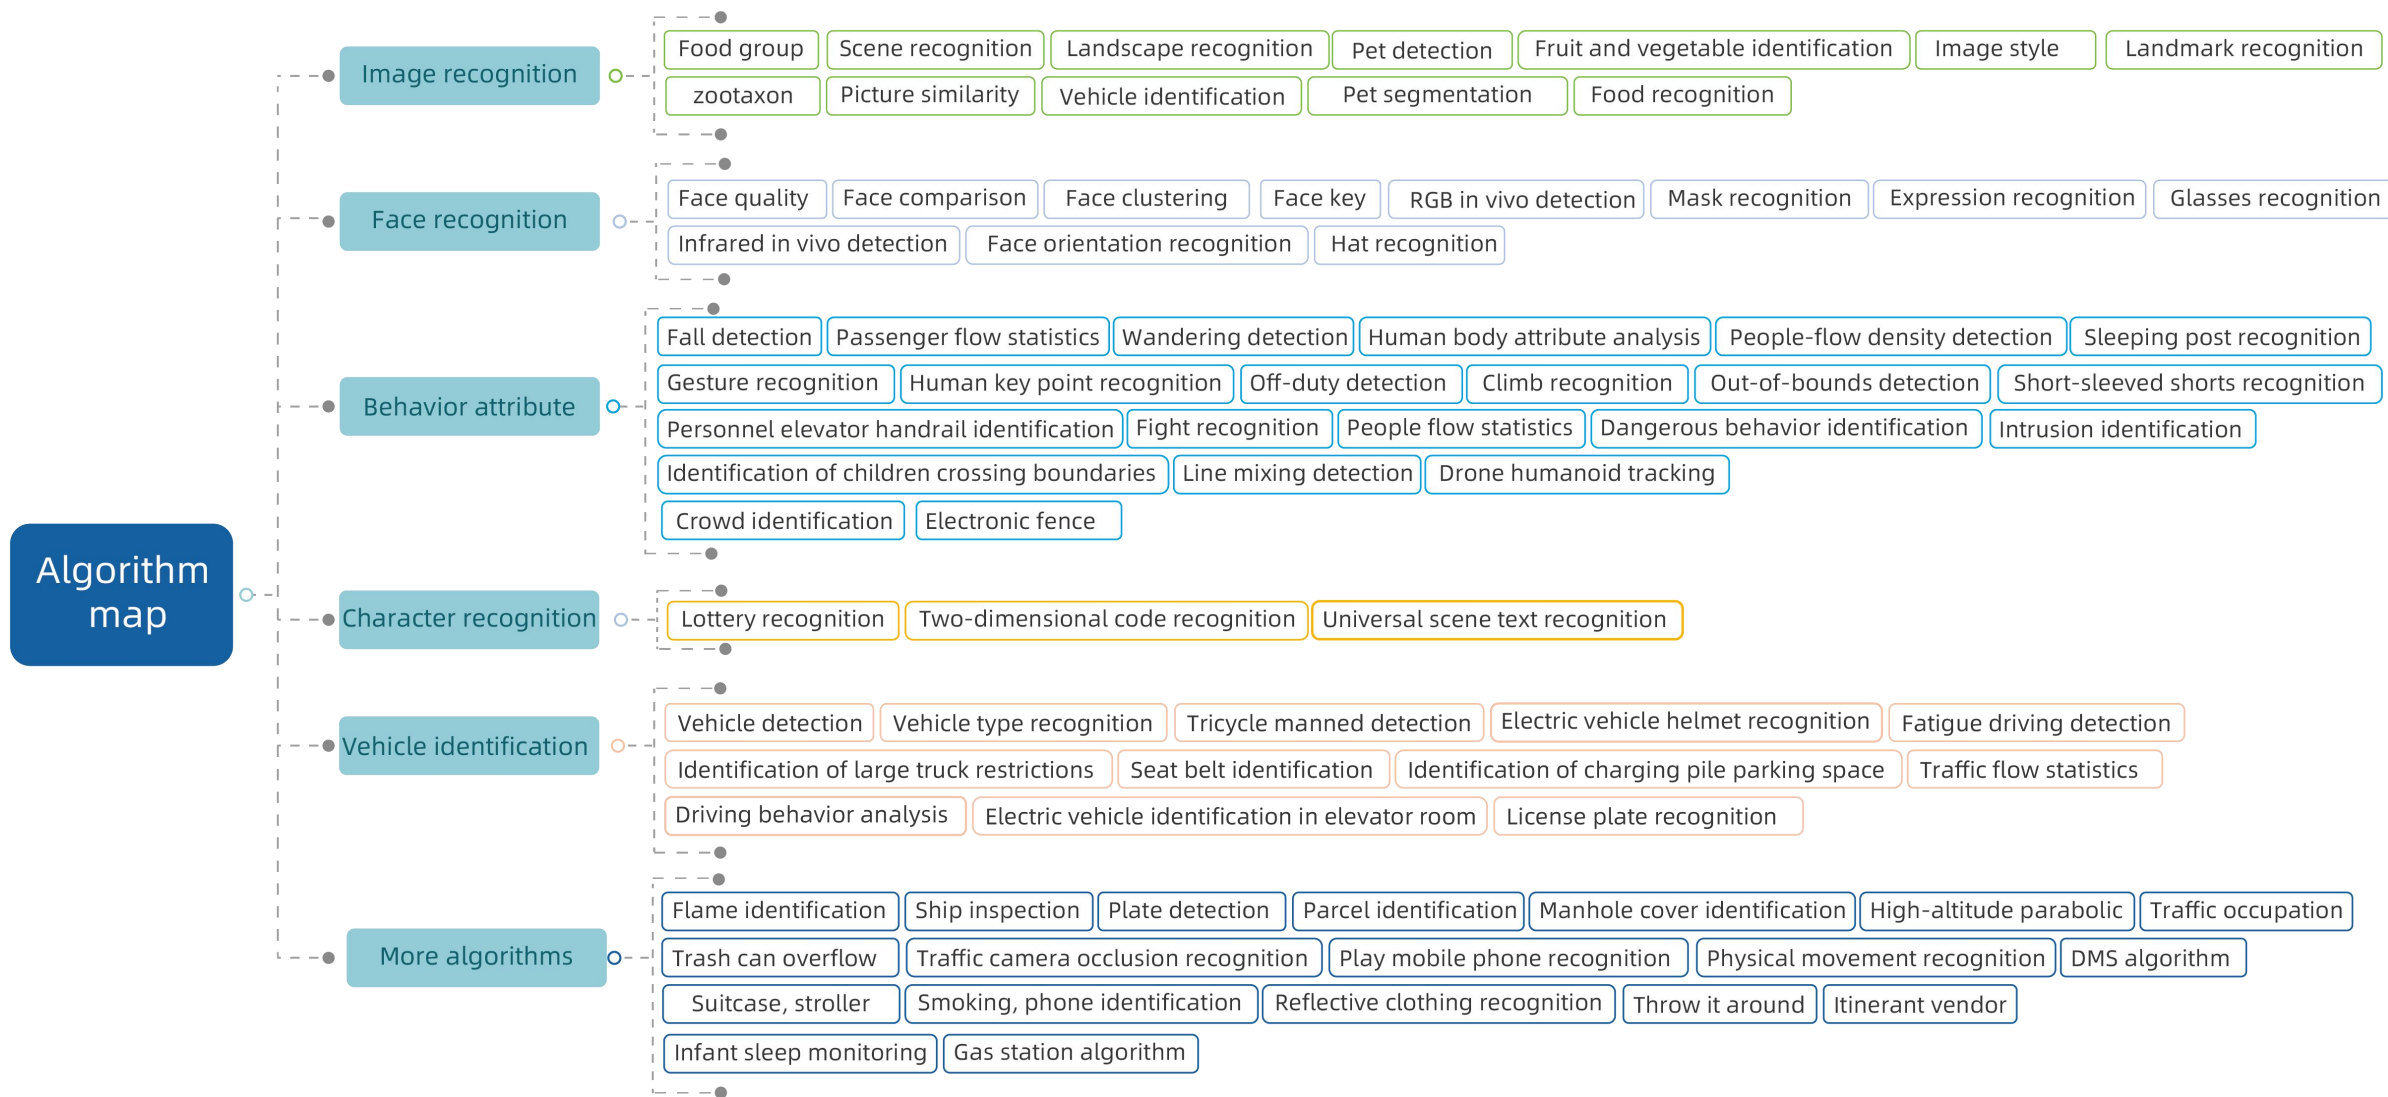 Algorithm
map
Image recognition
Food group
Scene recognition
Landscape recognition
Pet detection
Fruit and vegetable identification
Image style
Landmark recognition
zootaxon
Picture similarity
Vehicle identification
Pet segmentation
Food recognition
Face recognition
Face quality
Face comparison
Face clustering
Face key
RGB in vivo detection
Mask recognition
Expression recognition
Glasses recognition
Infrared in vivo detection
Face orientation recognition
Hat recognition
Behavior attribute
Fall detection
Passenger flow statistics
Wandering detection
Human body attribute analysis
People-flow density detection
Sleeping post recognition
Gesture recognition
Human key point recognition
Off-duty detection
Climb recognition
Out-of-bounds detection
Short-sleeved shorts recognition
Personnel elevator handrail identification
Fight recognition
People flow statistics
Dangerous behavior identification
Intrusion identification
Identification of children crossing boundaries
Line mixing detection
Drone humanoid tracking
Crowd identification
Electronic fence
Character recognition
Lottery recognition
Two-dimensional code recognition
Universal scene text recognition
Vehicle identification
Vehicle detection
Vehicle type recognition
Tricycle manned detection
Electric vehicle helmet recognition
Fatigue driving detection
Identification of large truck restrictions
Seat belt identification
Identification of charging pile parking space
Traffic flow statistics
Driving behavior analysis
Electric vehicle identification in elevator room
License plate recognition
More algorithms
Flame identification
Ship inspection
Plate detection
Parcel identification
Manhole cover identification
High-altitude parabolic
Traffic occupation
Trash can overflow
Traffic camera occlusion recognition
Play mobile phone recognition
Physical movement recognition
DMS algorithm
Suitcase, stroller
Smoking, phone identification
Reflective clothing recognition
Throw it around
Itinerant vendor
Infant sleep monitoring
Gas station algorithm